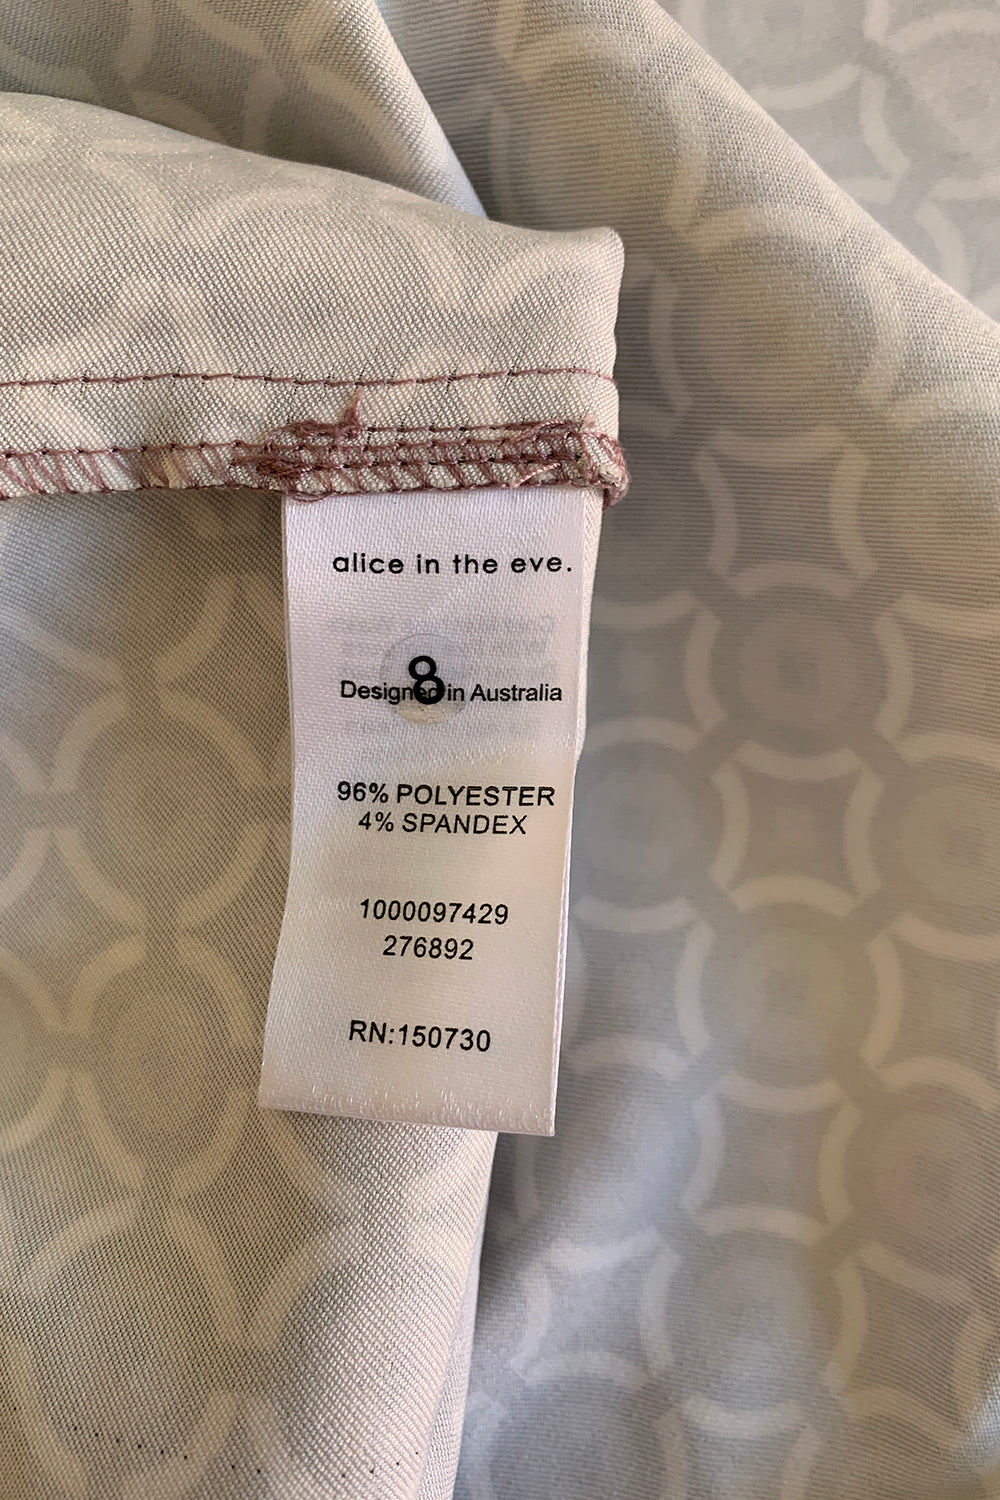 alice in the eve.
8
Designed in Australia
96% POLYESTER
4% SPANDEX
1000097429
276892
RN:150730